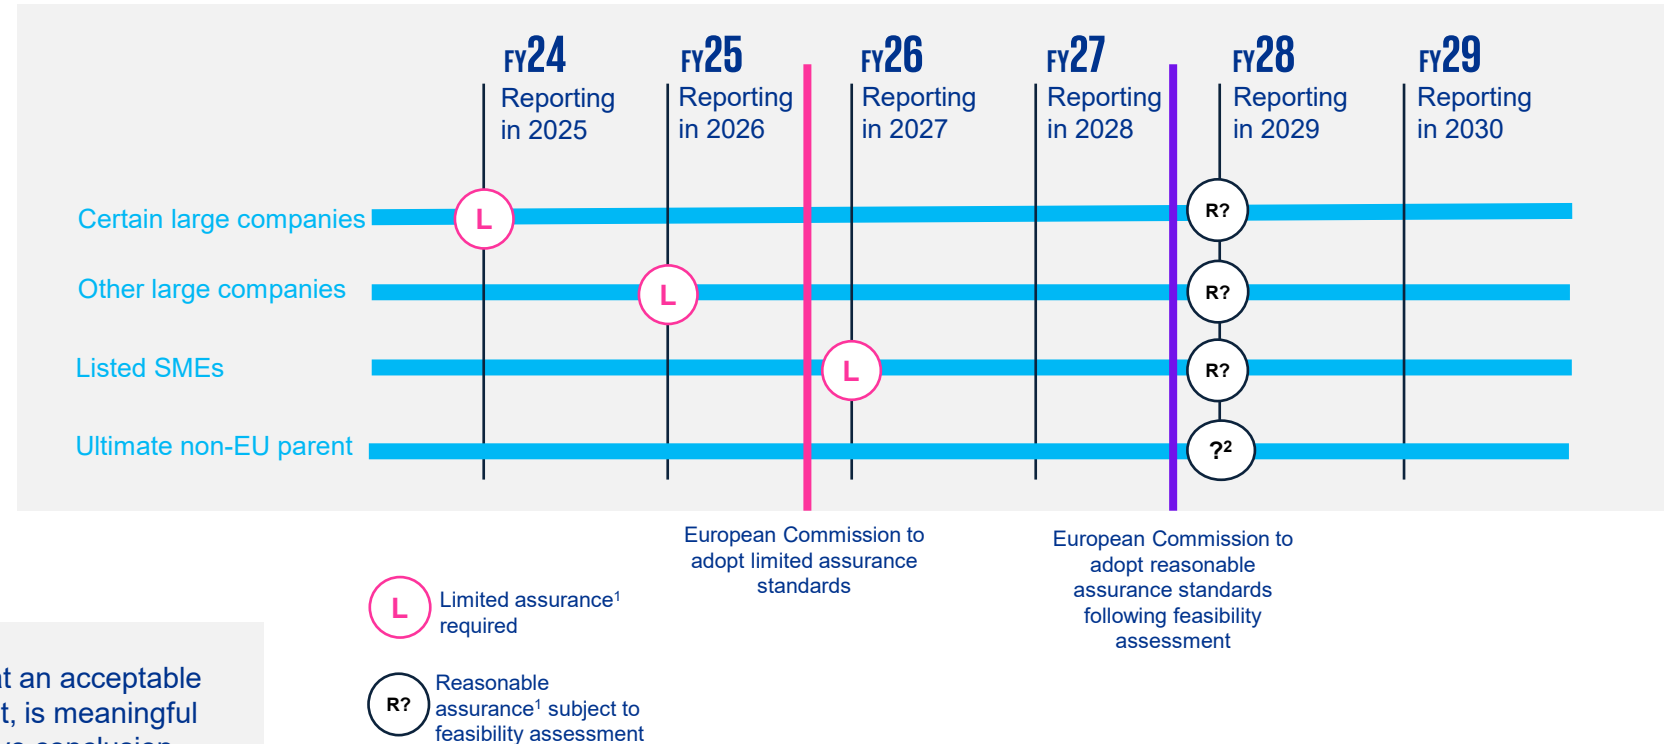 FY24
Reporting
in 2025
FY25
Reporting
in 2026
FY26
Reporting
in 2027
FY27
Reporting
in 2028
FY28
Reporting
in 2029
FY29
Reporting
in 2030
Certain large companies
L
R?
Other large companies
L
R?
Listed SMEs
L
R?
Ultimate non-EU parent
?²
European Commission to
adopt limited assurance
standards
European Commission to
adopt reasonable
assurance standards
following feasibility
assessment
L
Limited assurance¹
required
R?
Reasonable
assurance¹ subject to
feasibility assessment
an acceptable
is meaningful
conclusion